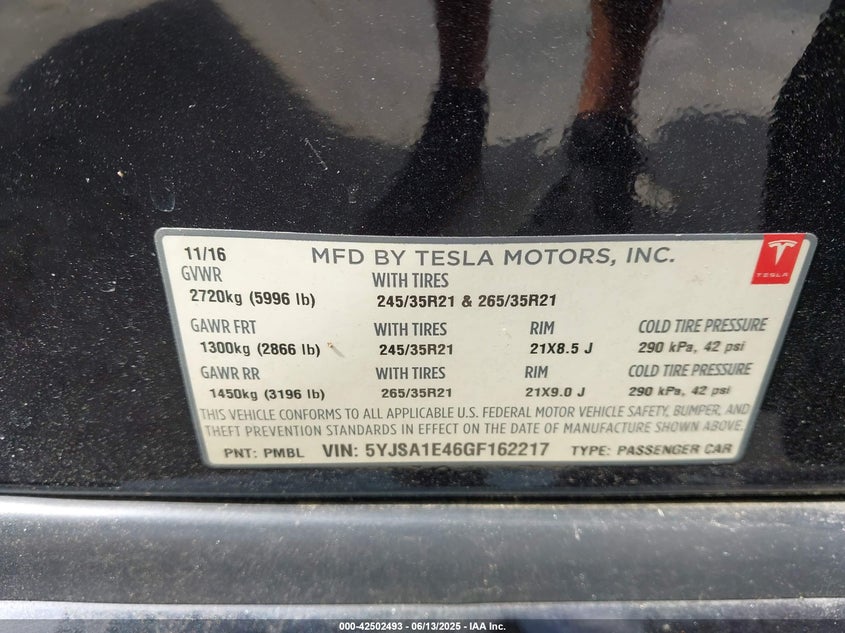 11/16 MFD BY TESLA MOTORS, INC.
TESLA
GVWR WITH TIRES
2720kg (5996 lb) 245/35R21 & 265/35R21
GAWR FRT WITH TIRES RIM COLD TIRE PRESSURE
1300kg (2866 lb) 245/35R21 21X8.5 J 290 kPa, 42 psi
GAWR RR WITH TIRES RIM COLD TIRE PRESSURE
1450kg (3196 lb) 265/35R21 21X9.0 J 290 kPa, 42 psi
THIS VEHICLE CONFORMS TO ALL APPLICABLE U.S. FEDERAL MOTOR VEHICLE SAFETY, BUMPER, AND
THEFT PREVENTION STANDARDS IN EFFECT ON THE DATE OF MANUFACTURE SHOWN ABOVE.
PNT: PMBL VIN: 5YJSA1E46GF162217 TYPE: PASSENGER CAR
000-42502493 - 06/13/2025 - IAA Inc.